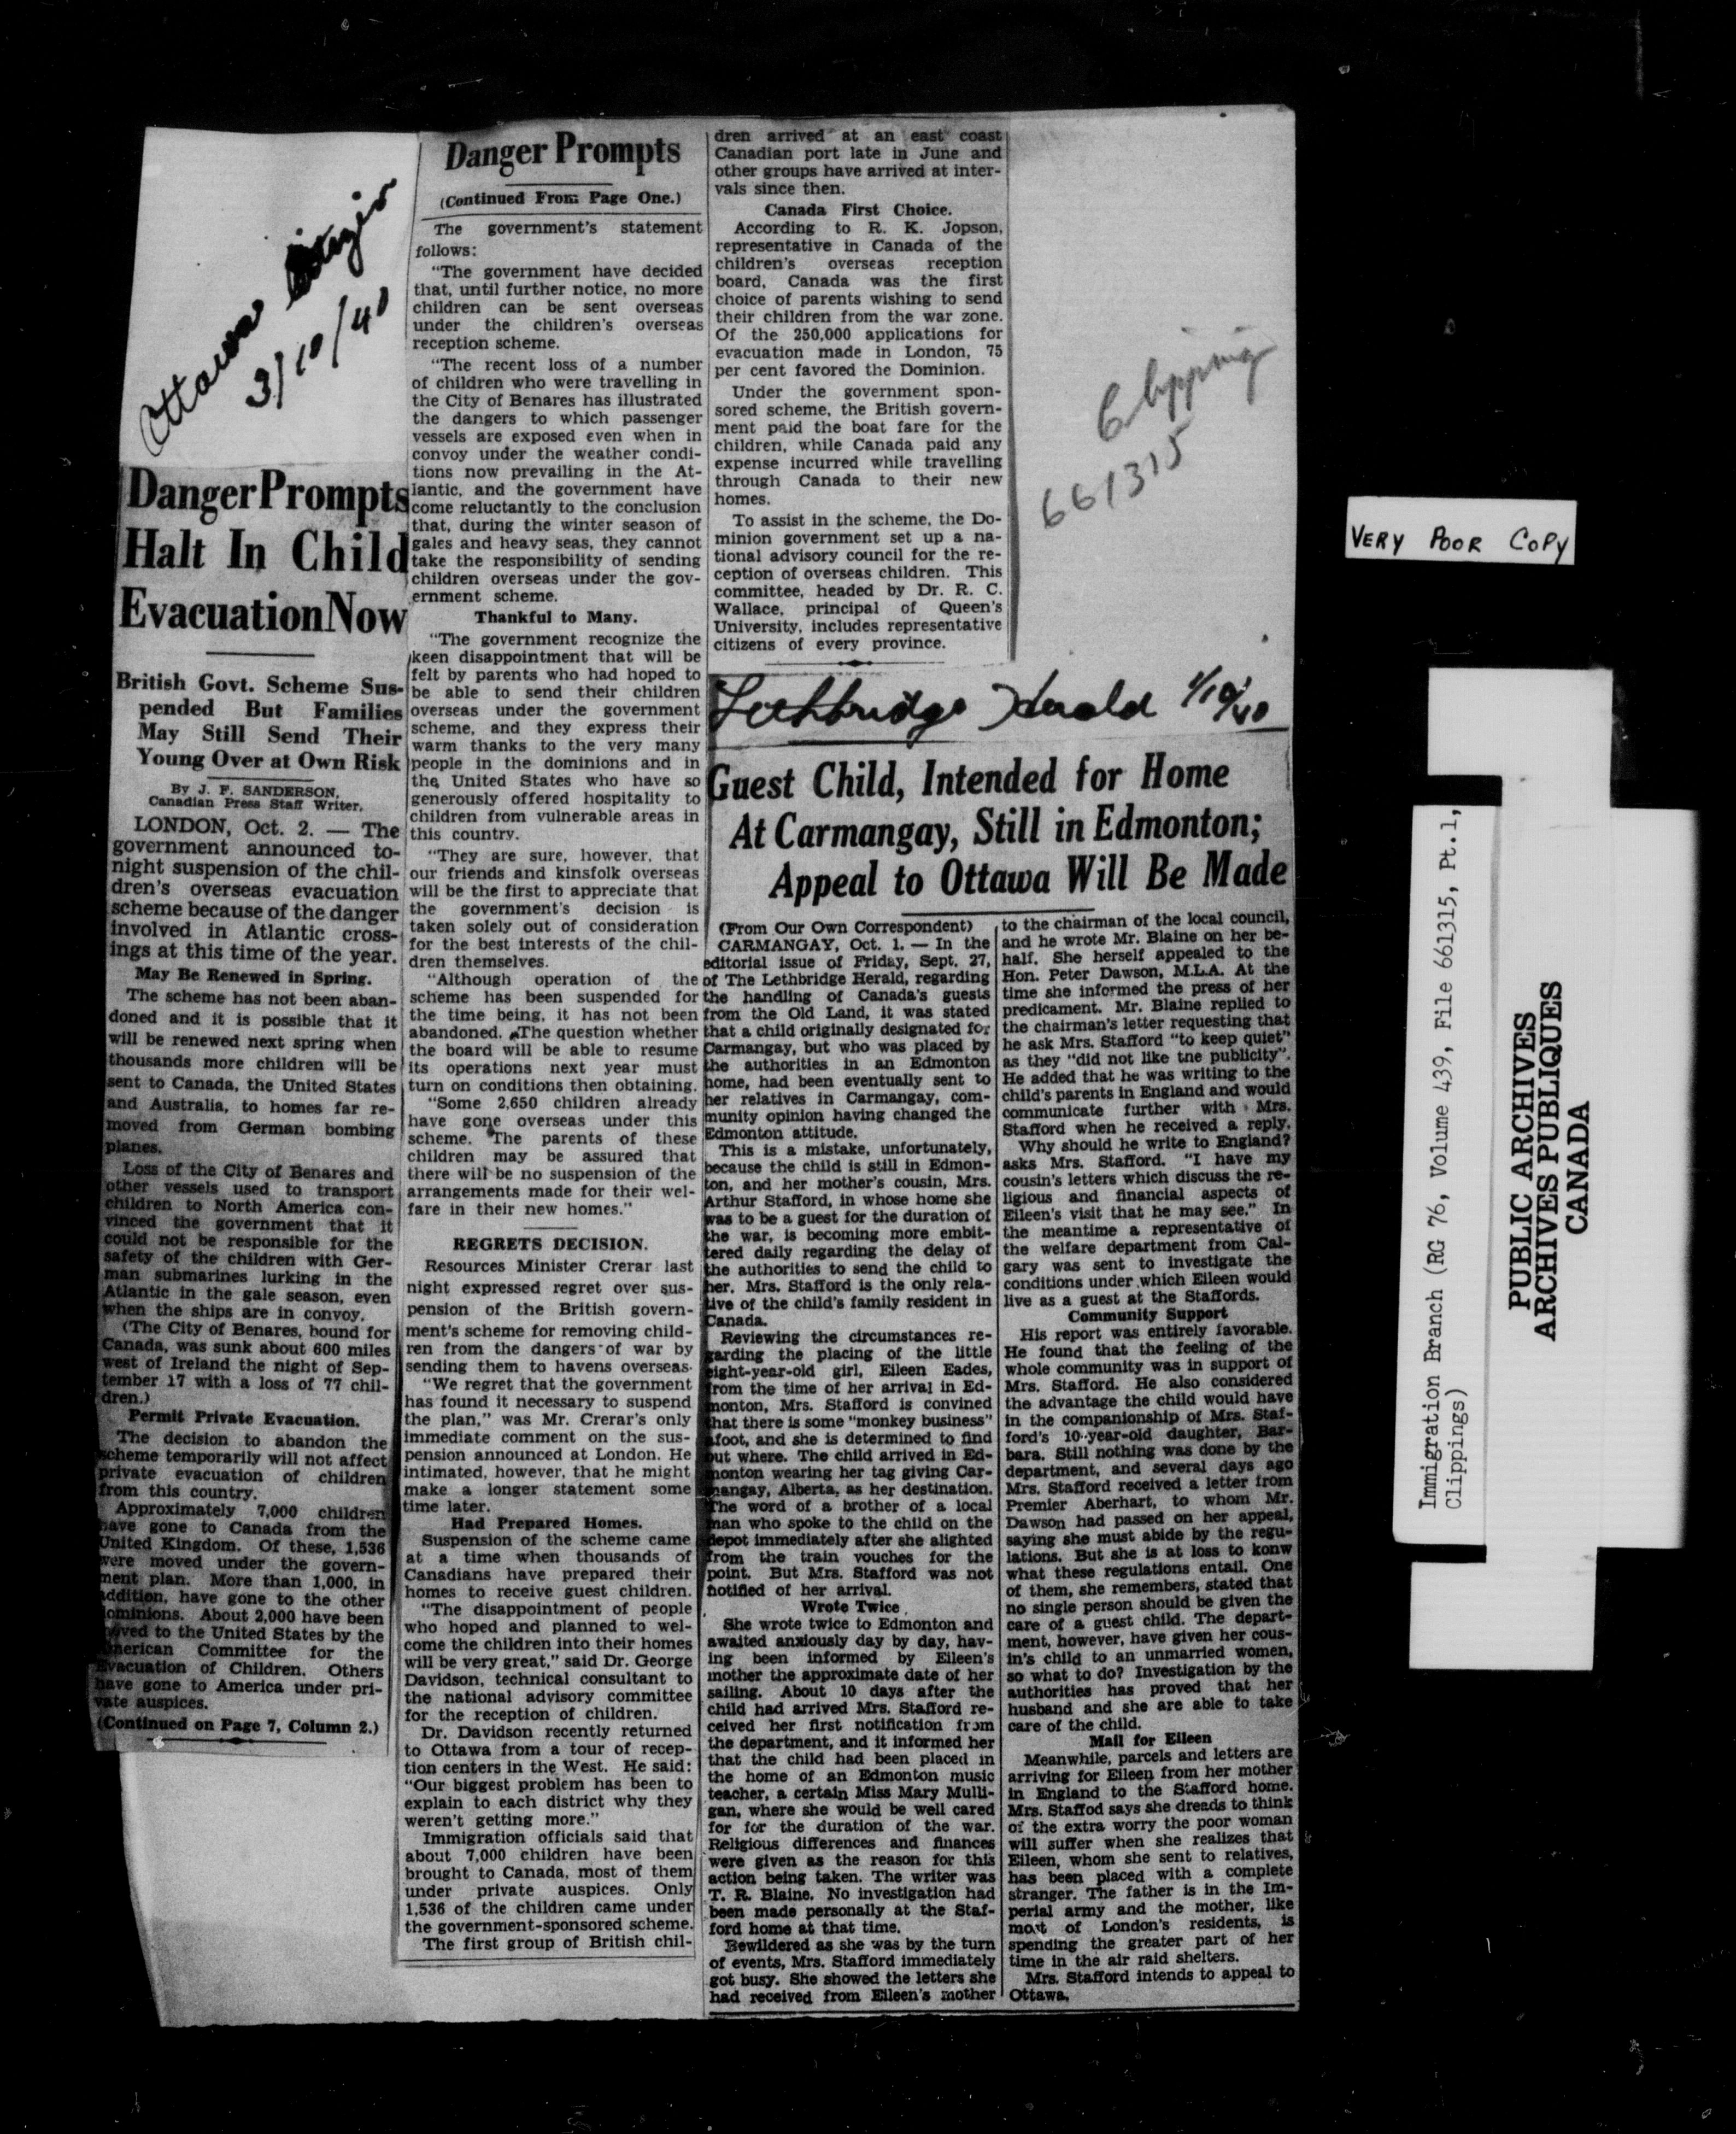 Ottawa
3/10/40
Danger Prompts
Halt In Child
Evacuation Now
British Govt. Scheme Sus-
pended But Families
May Still Send Their
Young Over at Own Risk
By J. F. SANDERSON,
Canadian Press Staff Writer.
LONDON, Oct. 2. — The
government announced to-
night suspension of the chil-
dren's overseas evacuation
scheme because of the danger
involved in Atlantic cross-
ings at this time of the year.
May Be Renewed in Spring.
The scheme has not been aban-
doned and it is possible that it
will be renewed next spring when
thousands more children will be
sent to Canada, the United States
and Australia, to homes far re-
moved from German bombing
planes.
Loss of the City of Benares and
other vessels used to transport
children to North America con-
vinced the government that it
could not be responsible for the
safety of the children with Ger-
man submarines lurking in the
Atlantic in the gale season, even
when the ships are in convoy.
(The City of Benares, bound for
Canada, was sunk about 600 miles
west of Ireland the night of Sep-
tember 17 with a loss of 77 chil-
dren.)
Permit Private Evacuation.
The decision to abandon the
scheme temporarily will not affect
private evacuation of children
from this country.
Approximately 7,000 children
have gone to Canada from the
United Kingdom. Of these, 1,536
were moved under the govern-
ment plan. More than 1,000, in
addition, have gone to the other
dominions. About 2,000 have been
moved to the United States by the
American Committee for the
Evacuation of Children. Others
have gone to America under pri-
vate auspices.
(Continued on Page 7, Column 2.)
Danger Prompts
(Continued From Page One.)
The government's statement
follows:
"The government have decided
that, until further notice, no more
children can be sent overseas
under the children's overseas
reception scheme.
"The recent loss of a number
of children who were travelling in
the City of Benares has illustrated
the dangers to which passenger
vessels are exposed even when in
convoy under the weather condi-
tions now prevailing in the At-
lantic, and the government have
come reluctantly to the conclusion
that, during the winter season of
gales and heavy seas, they cannot
take the responsibility of sending
children overseas under the gov-
ernment scheme.
Thankful to Many.
"The government recognize the
keen disappointment that will be
felt by parents who had hoped to
be able to send their children
overseas under the government
scheme, and they express their
warm thanks to the very many
people in the dominions and in
the United States who have so
generously offered hospitality to
children from vulnerable areas in
this country.
"They are sure, however, that
our friends and kinsfolk overseas
will be the first to appreciate that
the government's decision is
taken solely out of consideration
for the best interests of the chil-
dren themselves.
"Although operation of the
scheme has been suspended for
the time being, it has not been
abandoned. The question whether
the board will be able to resume
its operations next year must
turn on conditions then obtaining.
"Some 2,650 children already
have gone overseas under this
scheme. The parents of these
children may be assured that
there will be no suspension of the
arrangements made for their wel-
fare in their new homes."
REGRETS DECISION.
Resources Minister Crerar last
night expressed regret over sus-
pension of the British govern-
ment's scheme for removing child-
ren from the dangers of war by
sending them to havens overseas.
"We regret that the government
has found it necessary to suspend
the plan," was Mr. Crerar's only
immediate comment on the sus-
pension announced at London. He
intimated, however, that he might
make a longer statement some
time later.
Had Prepared Homes.
Suspension of the scheme came
at a time when thousands of
Canadians have prepared their
homes to receive guest children.
"The disappointment of people
who hoped and planned to wel-
come the children into their homes
will be very great," said Dr. George
Davidson, technical consultant to
the national advisory committee
for the reception of children.
Dr. Davidson recently returned
to Ottawa from a tour of recep-
tion centers in the West. He said:
"Our biggest problem has been to
explain to each district why they
weren't getting more."
Immigration officials said that
about 7,000 children have been
brought to Canada, most of them
under private auspices. Only
1,536 of the children came under
the government-sponsored scheme.
The first group of British chil-
dren arrived at an east coast
Canadian port late in June and
other groups have arrived at inter-
vals since then.
Canada First Choice.
According to R. K. Jopson,
representative in Canada of the
children's overseas reception
board, Canada was the first
choice of parents wishing to send
their children from the war zone.
Of the 250,000 applications for
evacuation made in London, 75
per cent favored the Dominion.
Under the government spon-
sored scheme, the British govern-
ment paid the boat fare for the
children, while Canada paid any
expense incurred while travelling
through Canada to their new
homes.
To assist in the scheme, the Do-
minion government set up a na-
tional advisory council for the re-
ception of overseas children. This
committee, headed by Dr. R. C.
Wallace, principal of Queen's
University, includes representative
citizens of every province.
Clipping
661315
Lethbridge Herald 1/10/40
Guest Child, Intended for Home
At Carmangay, Still in Edmonton;
Appeal to Ottawa Will Be Made
(From Our Own Correspondent)
CARMANGAY, Oct. 1. — In the
editorial issue of Friday, Sept. 27,
of The Lethbridge Herald, regarding
the handling of Canada's guests
from the Old Land, it was stated
that a child originally designated for
Carmangay, but who was placed by
the authorities in an Edmonton
home, had been eventually sent to
her relatives in Carmangay, com-
munity opinion having changed the
Edmonton attitude.
This is a mistake, unfortunately,
because the child is still in Edmon-
ton, and her mother's cousin, Mrs.
Arthur Stafford, in whose home she
was to be a guest for the duration of
the war, is becoming more embit-
tered daily regarding the delay of
the authorities to send the child to
her. Mrs. Stafford is the only rela-
tive of the child's family resident in
Canada.
Reviewing the circumstances re-
garding the placing of the little
eight-year-old girl, Eileen Eades,
from the time of her arrival in Ed-
monton, Mrs. Stafford is convined
that there is some "monkey business"
afoot, and she is determined to find
out where. The child arrived in Ed-
monton wearing her tag giving Car-
mangay, Alberta, as her destination.
The word of a brother of a local
man who spoke to the child on the
depot immediately after she alighted
from the train vouches for the
point. But Mrs. Stafford was not
notified of her arrival.
Wrote Twice
She wrote twice to Edmonton and
awaited anxiously day by day, hav-
ing been informed by Eileen's
mother the approximate date of her
sailing. About 10 days after the
child had arrived Mrs. Stafford re-
ceived her first notification from
the department, and it informed her
that the child had been placed in
the home of an Edmonton music
teacher, a certain Miss Mary Mulli-
gan, where she would be well cared
for for the duration of the war.
Religious differences and finances
were given as the reason for this
action being taken. The writer was
T. R. Blaine. No investigation had
been made personally at the Staf-
ford home at that time.
Bewildered as she was by the turn
of events, Mrs. Stafford immediately
got busy. She showed the letters she
had received from Eileen's mother
to the chairman of the local council,
and he wrote Mr. Blaine on her be-
half. She herself appealed to the
Hon. Peter Dawson, M.L.A. At the
time she informed the press of her
predicament. Mr. Blaine replied to
the chairman's letter requesting that
he ask Mrs. Stafford "to keep quiet"
as they "did not like tne publicity".
He added that he was writing to the
child's parents in England and would
communicate further with Mrs.
Stafford when he received a reply.
Why should he write to England?
asks Mrs. Stafford. "I have my
cousin's letters which discuss the re-
ligious and financial aspects of
Eileen's visit that he may see." In
the meantime a representative of
the welfare department from Cal-
gary was sent to investigate the
conditions under which Eileen would
live as a guest at the Staffords.
Community Support
His report was entirely favorable.
He found that the feeling of the
whole community was in support of
Mrs. Stafford. He also considered
the advantage the child would have
in the companionship of Mrs. Staf-
ford's 10-year-old daughter, Bar-
bara. Still nothing was done by the
department, and several days ago
Mrs. Stafford received a letter from
Premier Aberhart, to whom Mr.
Dawson had passed on her appeal,
saying she must abide by the regu-
lations. But she is at loss to konw
what these regulations entail. One
of them, she remembers, stated that
no single person should be given the
care of a guest child. The depart-
ment, however, have given her cous-
in's child to an unmarried women,
so what to do? Investigation by the
authorities has proved that her
husband and she are able to take
care of the child.
Mail for Eileen
Meanwhile, parcels and letters are
arriving for Eileen from her mother
in England to the Stafford home.
Mrs. Staffod says she dreads to think
of the extra worry the poor woman
will suffer when she realizes that
Eileen, whom she sent to relatives,
has been placed with a complete
stranger. The father is in the Im-
perial army and the mother, like
most of London's residents, is
spending the greater part of her
time in the air raid shelters.
Mrs. Stafford intends to appeal to
Ottawa.
VERY POOR COPY
Immigration Branch (RG 76, Volume 439, File 661315, Pt.1,
Clippings)
PUBLIC ARCHIVES
ARCHIVES PUBLIQUES
CANADA